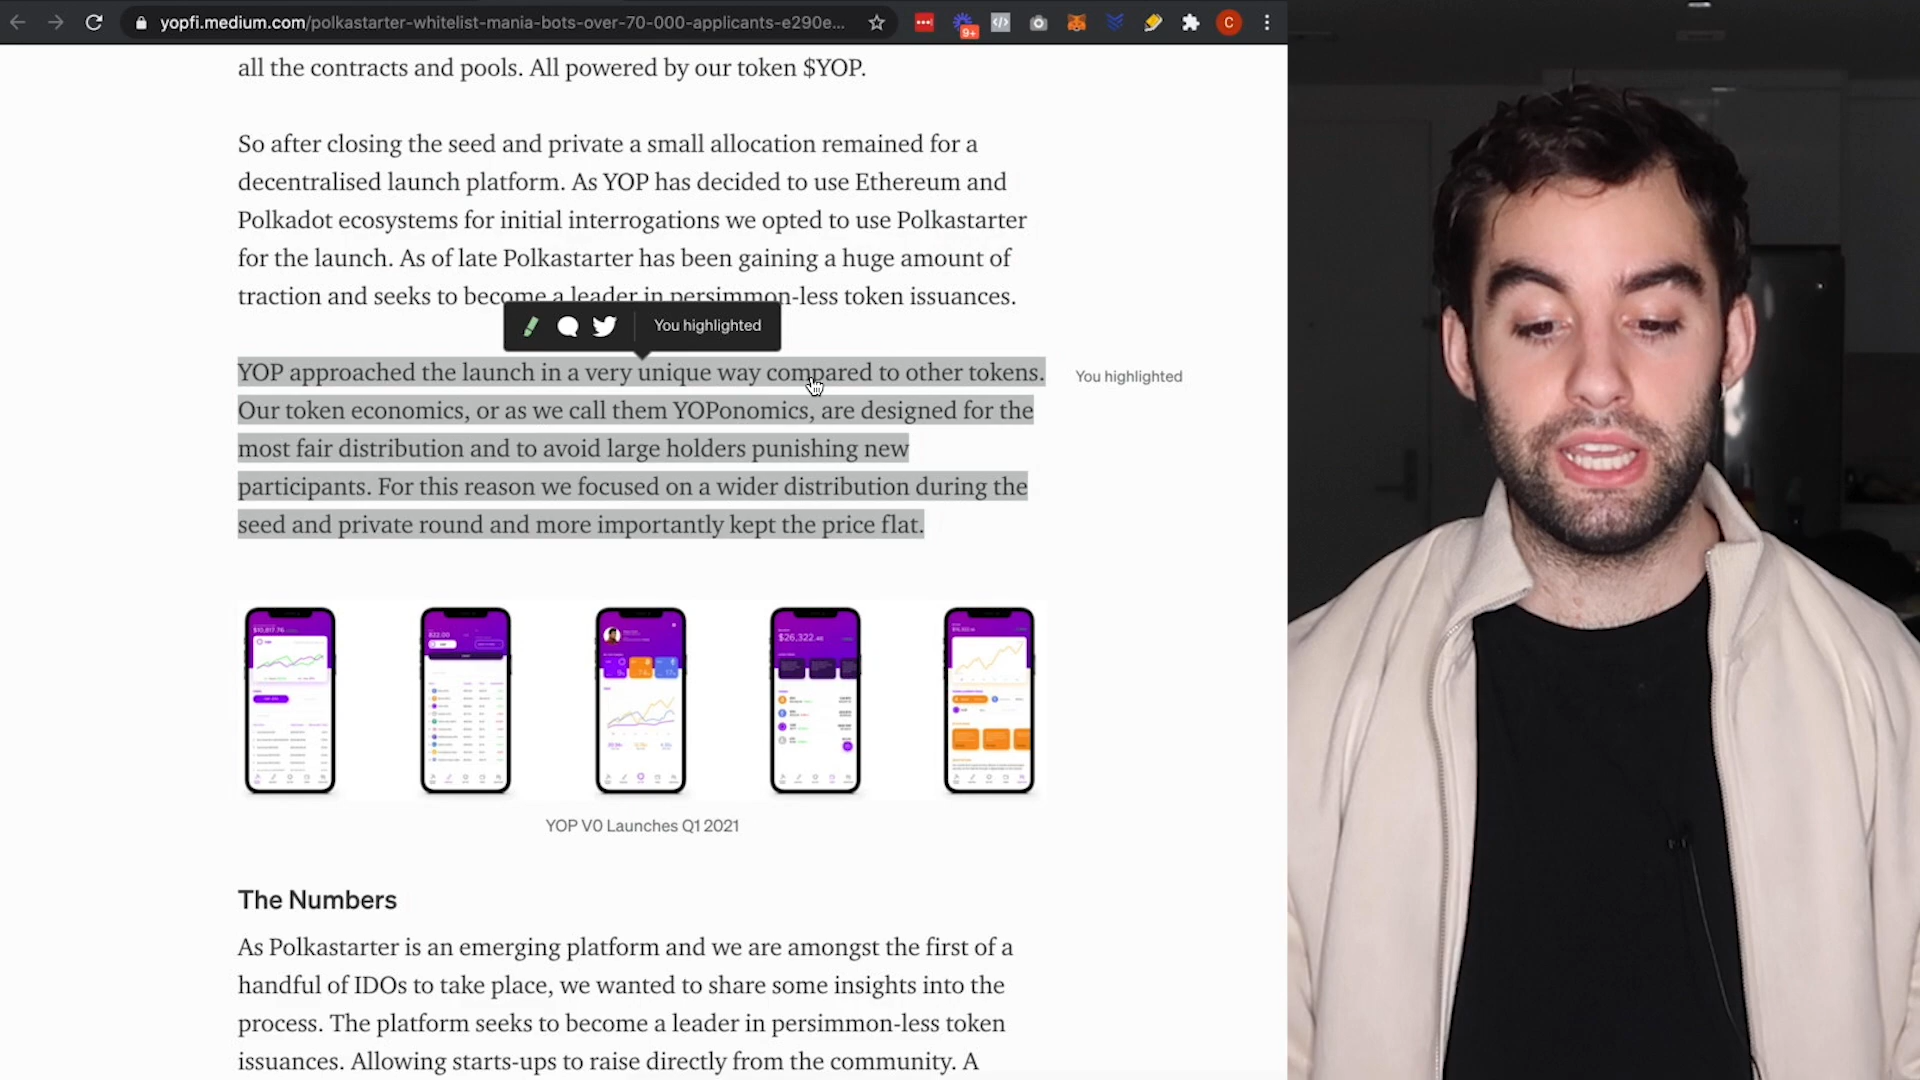 yopfi.medium.com/polkastarter-whitelist-mania-bots-over-70-000-applicants-e290e...
9+
C
all the contracts and pools. All powered by our token $YOP.
So after closing the seed and private a small allocation remained for a
decentralised launch platform. As YOP has decided to use Ethereum and
Polkadot ecosystems for initial interrogations we opted to use Polkastarter
for the launch. As of late Polkastarter has been gaining a huge amount of
traction and seeks to become a leader in persimmon-less token issuances.
You highlighted
YOP approached the launch in a very unique way compared to other tokens.
You highlighted
Our token economics, or as we call them YOPonomics, are designed for the
most fair distribution and to avoid large holders punishing new
participants. For this reason we focused on a wider distribution during the
seed and private round and more importantly kept the price flat.
$10,817.76
822.00
$26,322.46
YOP V0 Launches Q1 2021
The Numbers
As Polkastarter is an emerging platform and we are amongst the first of a
handful of IDOs to take place, we wanted to share some insights into the
process. The platform seeks to become a leader in persimmon-less token
issuances. Allowing starts-ups to raise directly from the community. A